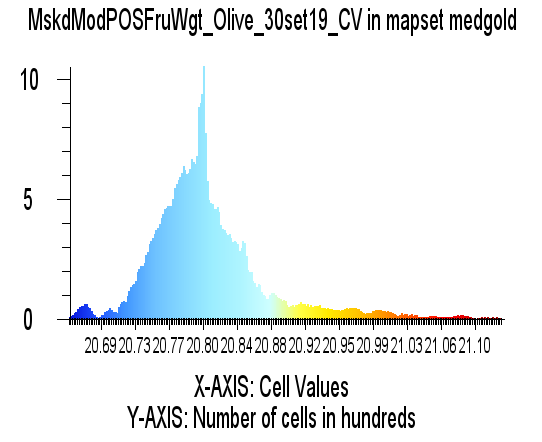 MskdModPOSFruWgt_Olive_30set19_CV in mapset medgold
10
5
0
20.69 20.73 20.77 20.80 20.84 20.88 20.92 20.95 20.99 21.03 21.06 21.10
X-AXIS: Cell Values
Y-AXIS: Number of cells in hundreds